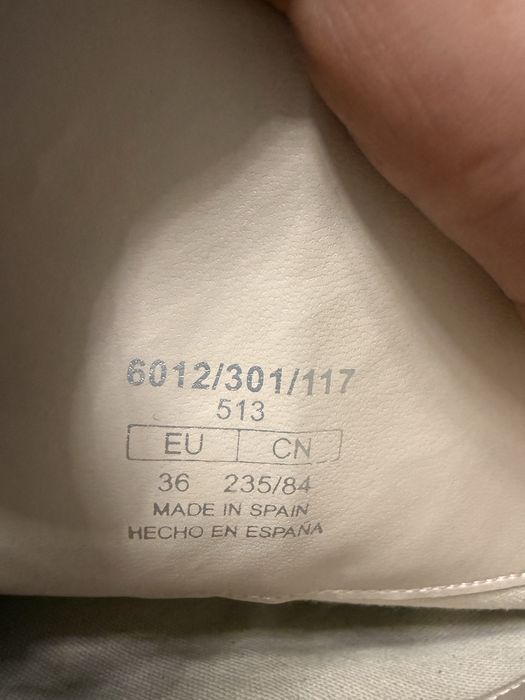 6012/301/117
513
EU CN
36 235/84
MADE IN SPAIN
HECHO EN ESPAÑA